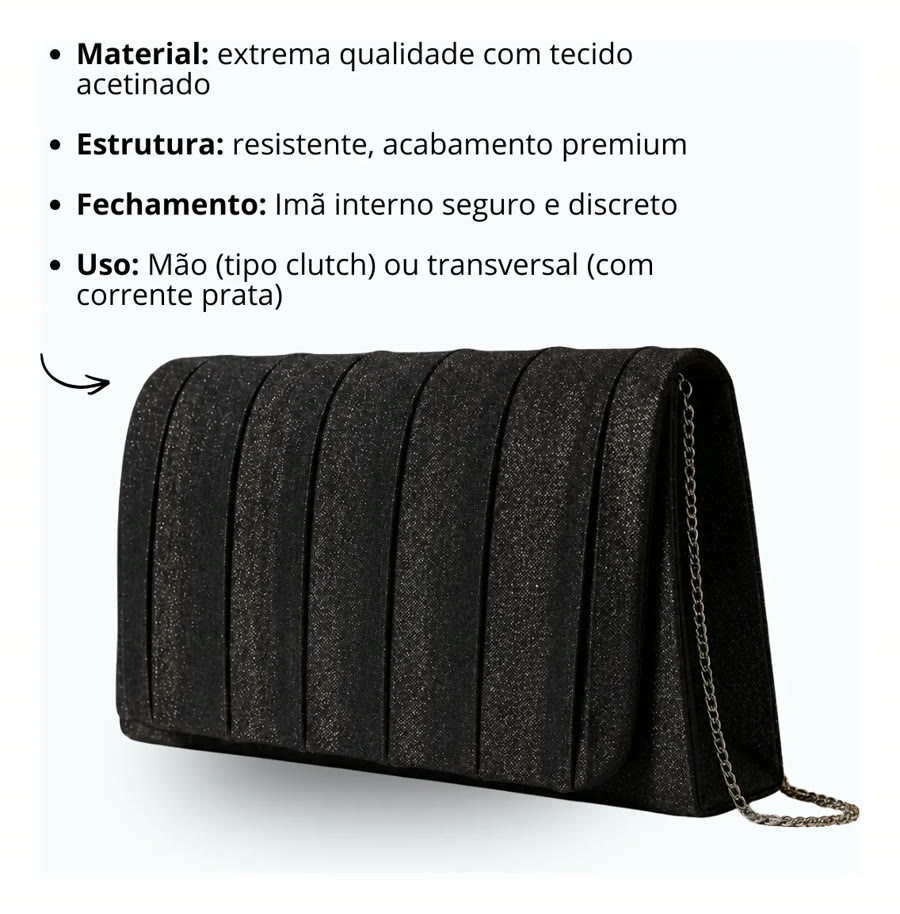 • Material: extrema qualidade com tecido
acetinado
• Estrutura: resistente, acabamento premium
• Fechamento: Imã interno seguro e discreto
• Uso: Mão (tipo clutch) ou transversal (com
corrente prata)